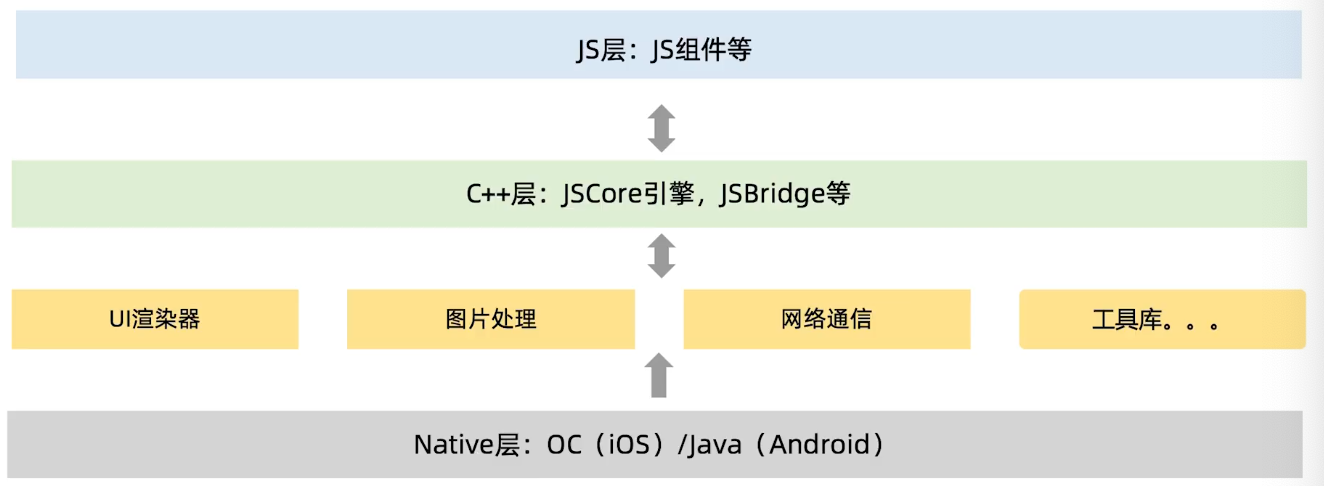 JS层：JS组件等
C++层：JSCore引擎，JSBridge等
UI渲染器
图片处理
网络通信
工具库。。。
Native层：OC（iOS）/Java（Android）